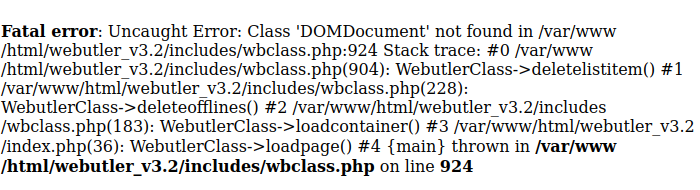 Fatal error: Uncaught Error: Class 'DOMDocument' not found in /var/www
/html/webutler_v3.2/includes/wbclass.php:924 Stack trace: #0 /var/www
/html/webutler_v3.2/includes/wbclass.php(904): WebutlerClass->deletelistitem() #1
/var/www/html/webutler_v3.2/includes/wbclass.php(228):
WebutlerClass->deleteofflines() #2 /var/www/html/webutler_v3.2/includes
/wbclass.php(183): WebutlerClass->loadcontainer() #3 /var/www/html/webutler_v3.2
/index.php(36): WebutlerClass->loadpage() #4 {main} thrown in /var/www
/html/webutler_v3.2/includes/wbclass.php on line 924